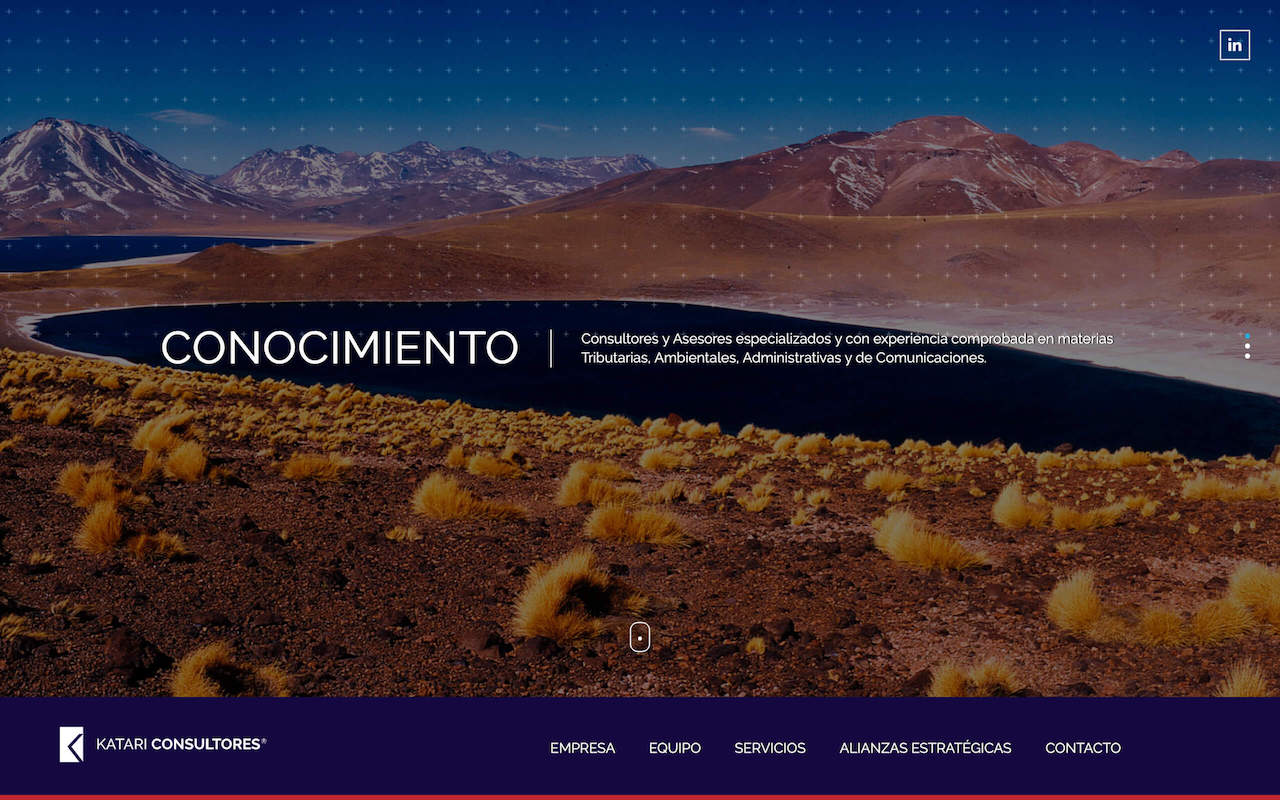 in
CONOCIMIENTO
Consultores y Asesores especializados y con experiencia comprobada en materias
Tributarias, Ambientales, Administrativas y de Comunicaciones.
KATARI CONSULTORES®
EMPRESA EQUIPO SERVICIOS ALIANZAS ESTRATÉGICAS CONTACTO